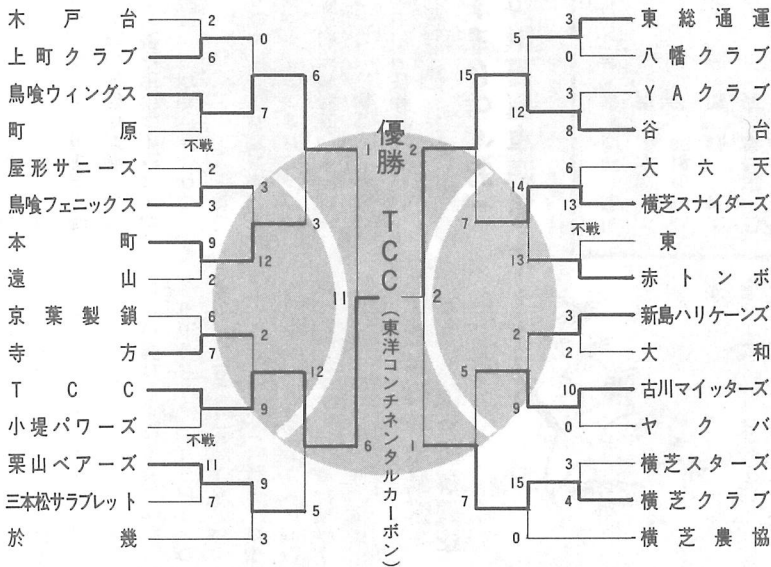 木戸台
2
0
上町クラブ
6
6
鳥喰ウィングス
7
町原
不戦
1
屋形サニーズ
2
3
鳥喰フェニックス
3
3
本町
9
12
遠山
2
11
京葉製鎖
6
2
寺方
7
12
TCC
9
小堤パワーズ
不戦
6
栗山ベアーズ
11
9
三本松サラブレット
7
5
於幾
3
優勝 TCC
(東洋コンチネンタルカーボン)
3
東総通運
5
0
八幡クラブ
15
3
YAクラブ
12
8
谷台
2
6
大六天
14
13
横芝スナイダーズ
7
不戦
東
13
赤トンボ
2
3
新島ハリケーンズ
2
2
大和
5
10
古川マイッターズ
9
0
ヤクバ
1
3
横芝スターズ
15
4
横芝クラブ
7
0
横芝農協